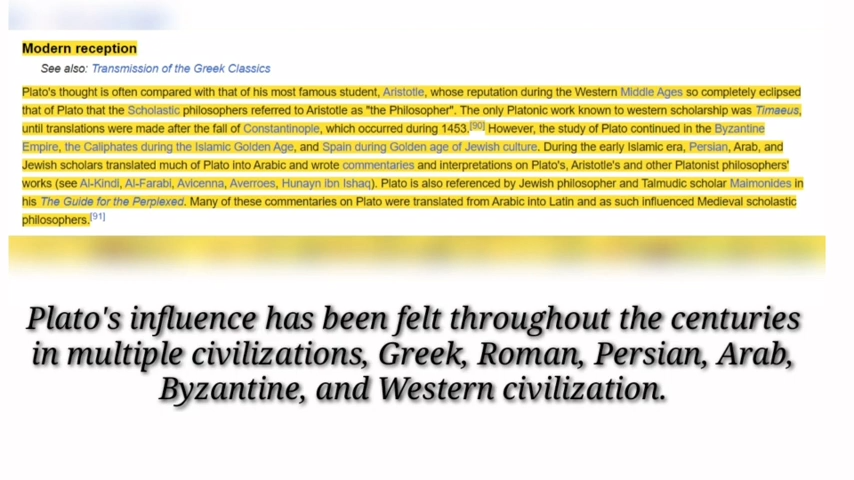 Modern reception
See also: Transmission of the Greek Classics
Plato's thought is often compared with that of his most famous student, Aristotle, whose reputation during the Western Middle Ages so completely eclipsed
that of Plato that the Scholastic philosophers referred to Aristotle as "the Philosopher". The only Platonic work known to western scholarship was Timaeus,
until translations were made after the fall of Constantinople, which occurred during 1453.[90] However, the study of Plato continued in the Byzantine
Empire, the Caliphates during the Islamic Golden Age, and Spain during Golden age of Jewish culture. During the early Islamic era, Persian, Arab, and
Jewish scholars translated much of Plato into Arabic and wrote commentaries and interpretations on Plato's, Aristotle's and other Platonist philosophers'
works (see Al-Kindi, Al-Farabi, Avicenna, Averroes, Hunayn ibn Ishaq). Plato is also referenced by Jewish philosopher and Talmudic scholar Maimonides in
his The Guide for the Perplexed. Many of these commentaries on Plato were translated from Arabic into Latin and as such influenced Medieval scholastic
philosophers.[91]
Plato's influence has been felt throughout the centuries
in multiple civilizations, Greek, Roman, Persian, Arab,
Byzantine, and Western civilization.